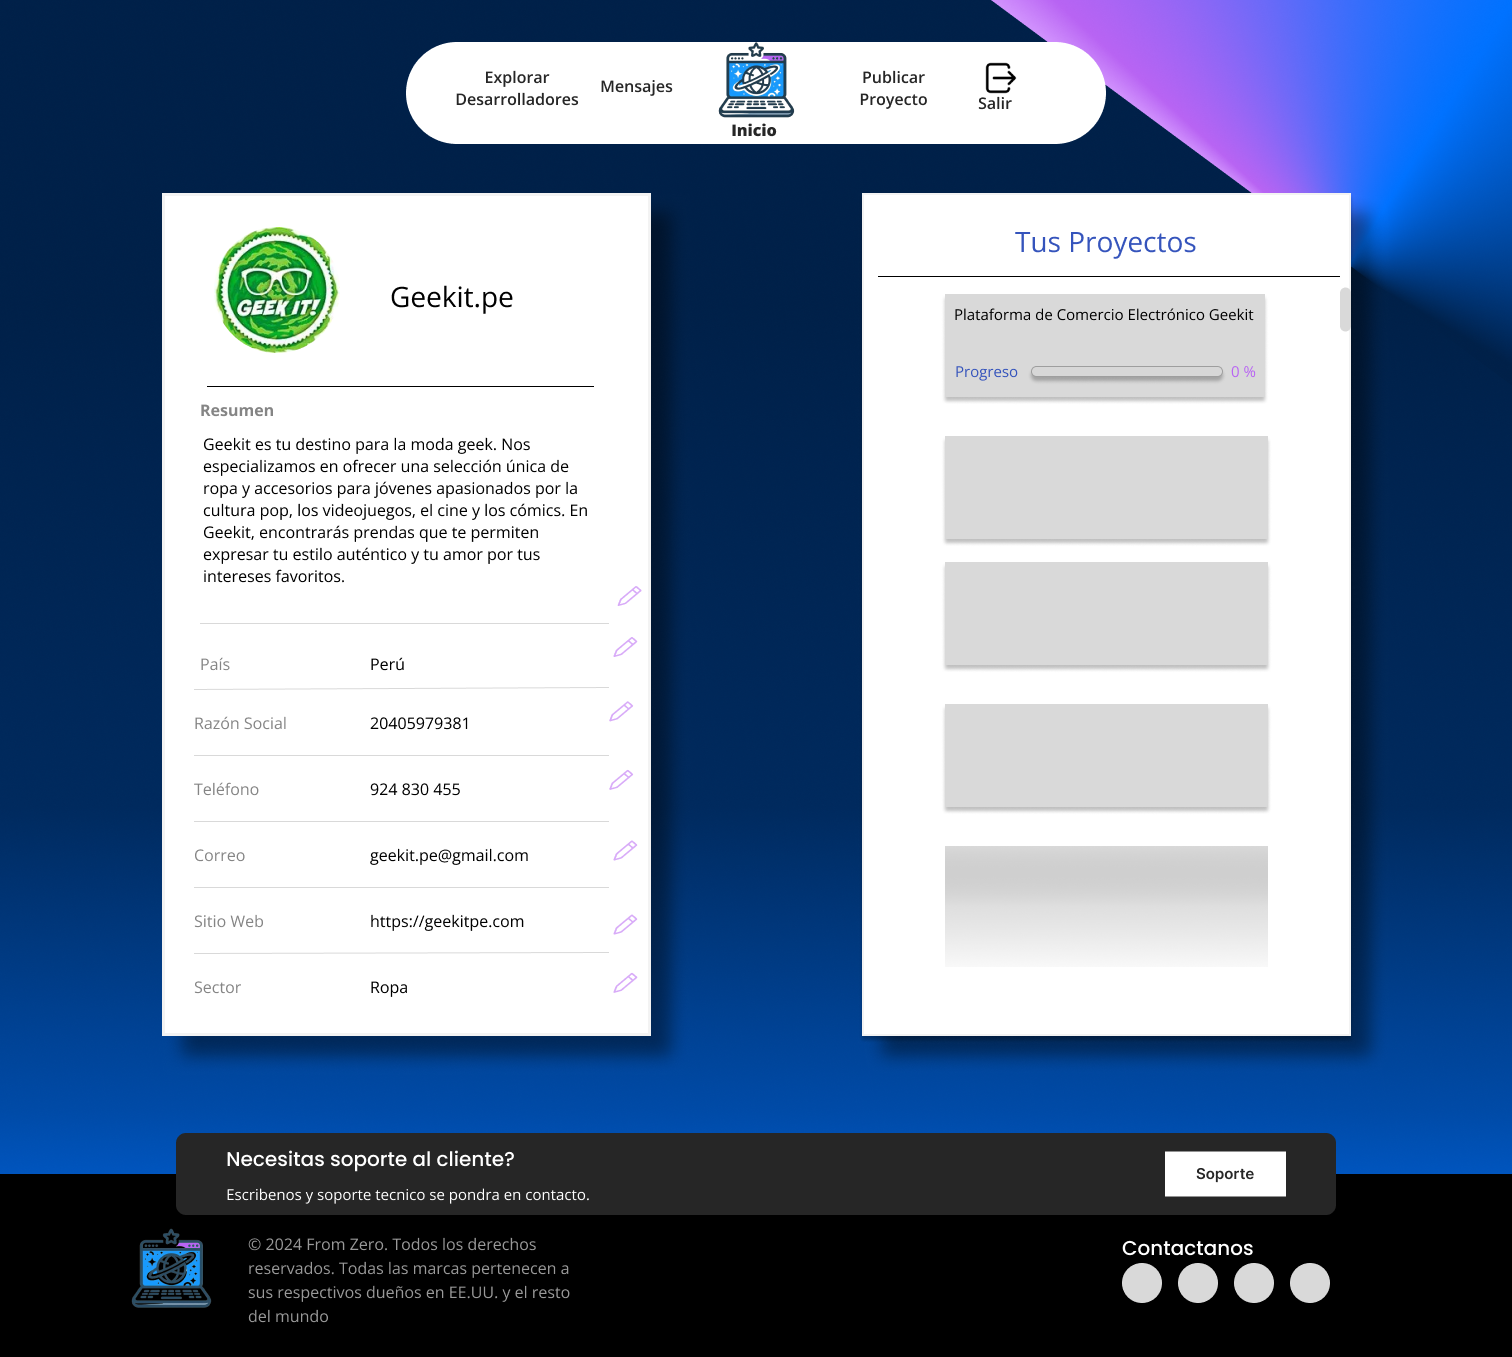 Explorar
Desarrolladores
Mensajes
Inicio
Publicar
Proyecto
Salir
GEEK IT!
Geekit.pe
Resumen
Geekit es tu destino para la moda geek. Nos
especializamos en ofrecer una selección única de
ropa y accesorios para jóvenes apasionados por la
cultura pop, los videojuegos, el cine y los cómics. En
Geekit, encontrarás prendas que te permiten
expresar tu estilo auténtico y tu amor por tus
intereses favoritos.
País Perú
Razón Social 20405979381
Teléfono 924 830 455
Correo geekit.pe@gmail.com
Sitio Web https://geekitpe.com
Sector Ropa
Tus Proyectos
Plataforma de Comercio Electrónico Geekit
Progreso 0 %
Necesitas soporte al cliente?
Escribenos y soporte tecnico se pondra en contacto.
Soporte
© 2024 From Zero. Todos los derechos
reservados. Todas las marcas pertenecen a
sus respectivos dueños en EE.UU. y el resto
del mundo
Contactanos